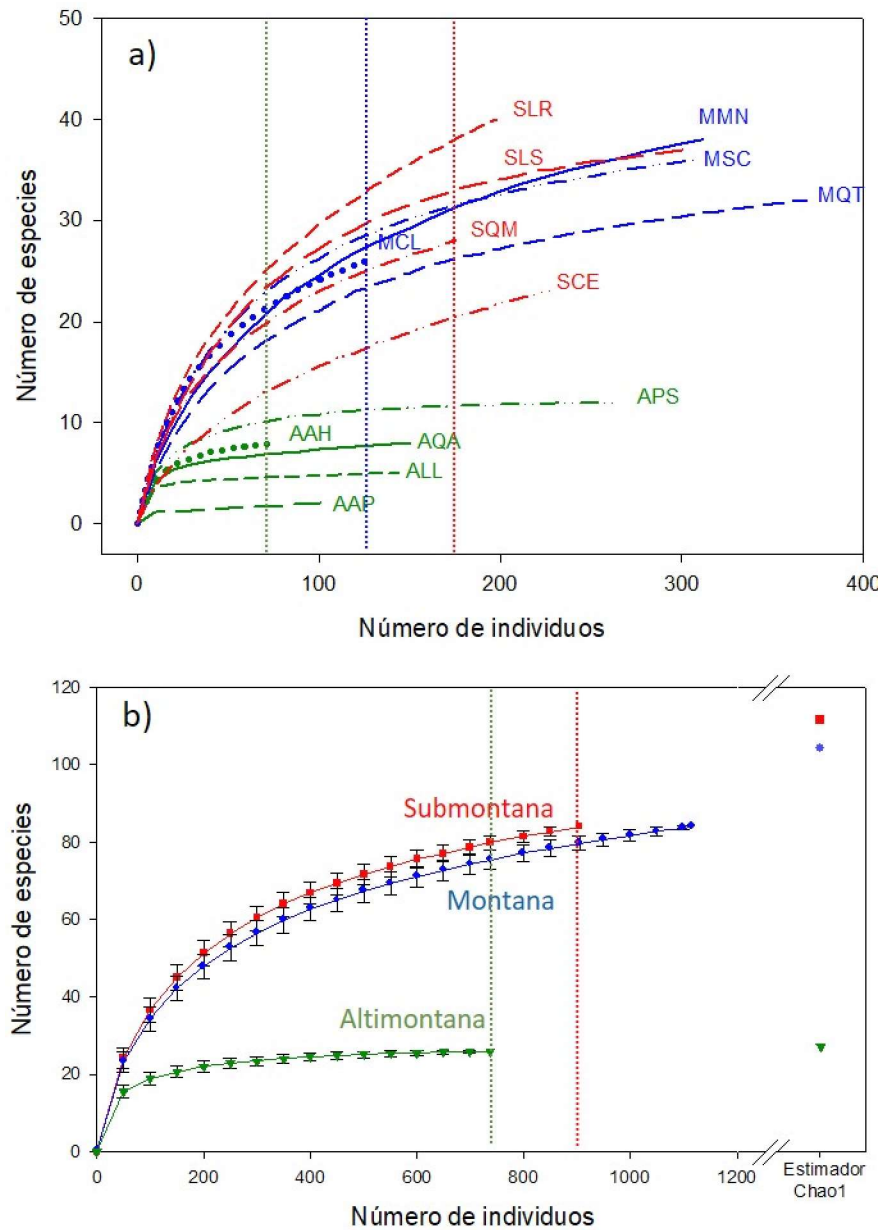 a)
Número de especies
50
40
30
20
10
0
SLR
MMN
SLS
MSC
MQT
SQM
MCL
SCE
APS
AAH
AQA
ALL
AAP
0 100 200 300 400
Número de individuos
b)
Número de especies
120
100
80
60
40
20
0
Submontana
Montana
Altimontana
0 200 400 600 800 1000 1200 Estimador
Chao1
Número de individuos